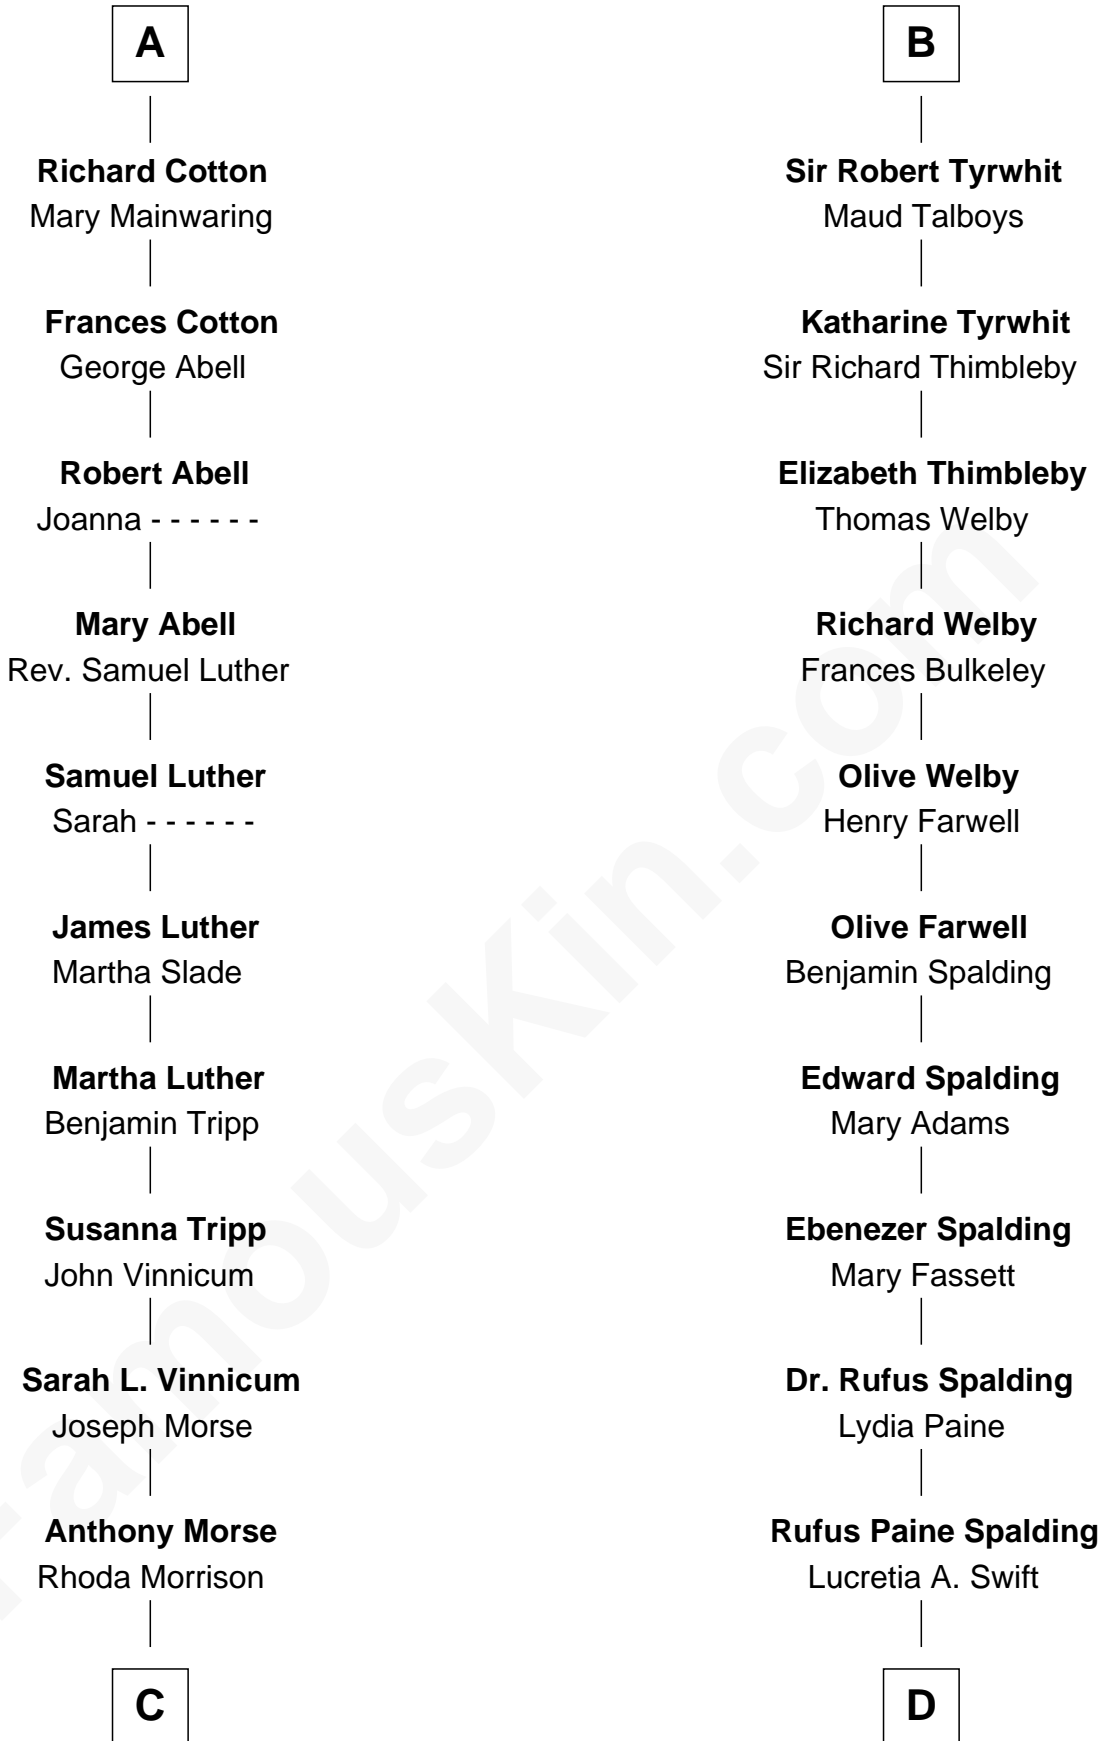 A
Richard Cotton
Mary Mainwaring
Frances Cotton
George Abell
Robert Abell
Joanna - - - - - -
Mary Abell
Rev. Samuel Luther
Samuel Luther
Sarah - - - - - -
James Luther
Martha Slade
Martha Luther
Benjamin Tripp
Susanna Tripp
John Vinnicum
Sarah L. Vinnicum
Joseph Morse
Anthony Morse
Rhoda Morrison
C
B
Sir Robert Tyrwhit
Maud Talboys
Katharine Tyrwhit
Sir Richard Thimbleby
Elizabeth Thimbleby
Thomas Welby
Richard Welby
Frances Bulkeley
Olive Welby
Henry Farwell
Olive Farwell
Benjamin Spalding
Edward Spalding
Mary Adams
Ebenezer Spalding
Mary Fassett
Dr. Rufus Spalding
Lydia Paine
Rufus Paine Spalding
Lucretia A. Swift
D
FamousKin.com